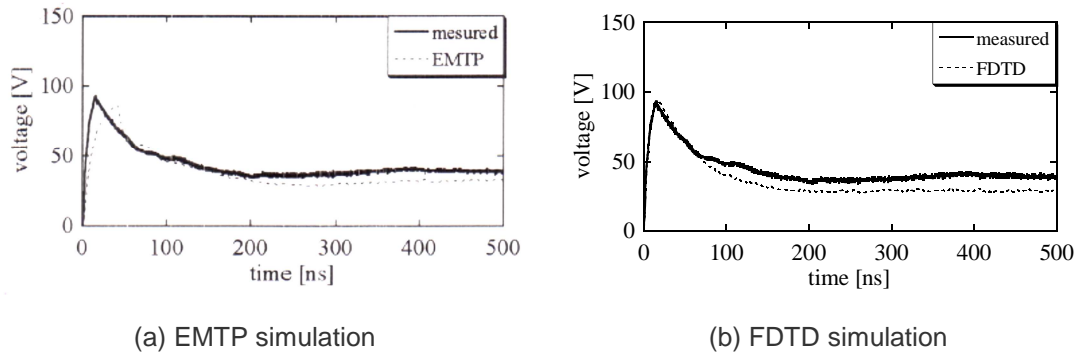 150
100
50
0
voltage [V]
mesured
EMTP
0 100 200 300 400 500
time [ns]
(a) EMTP simulation
150
100
50
0
voltage [V]
measured
FDTD
0 100 200 300 400 500
time [ns]
(b) FDTD simulation